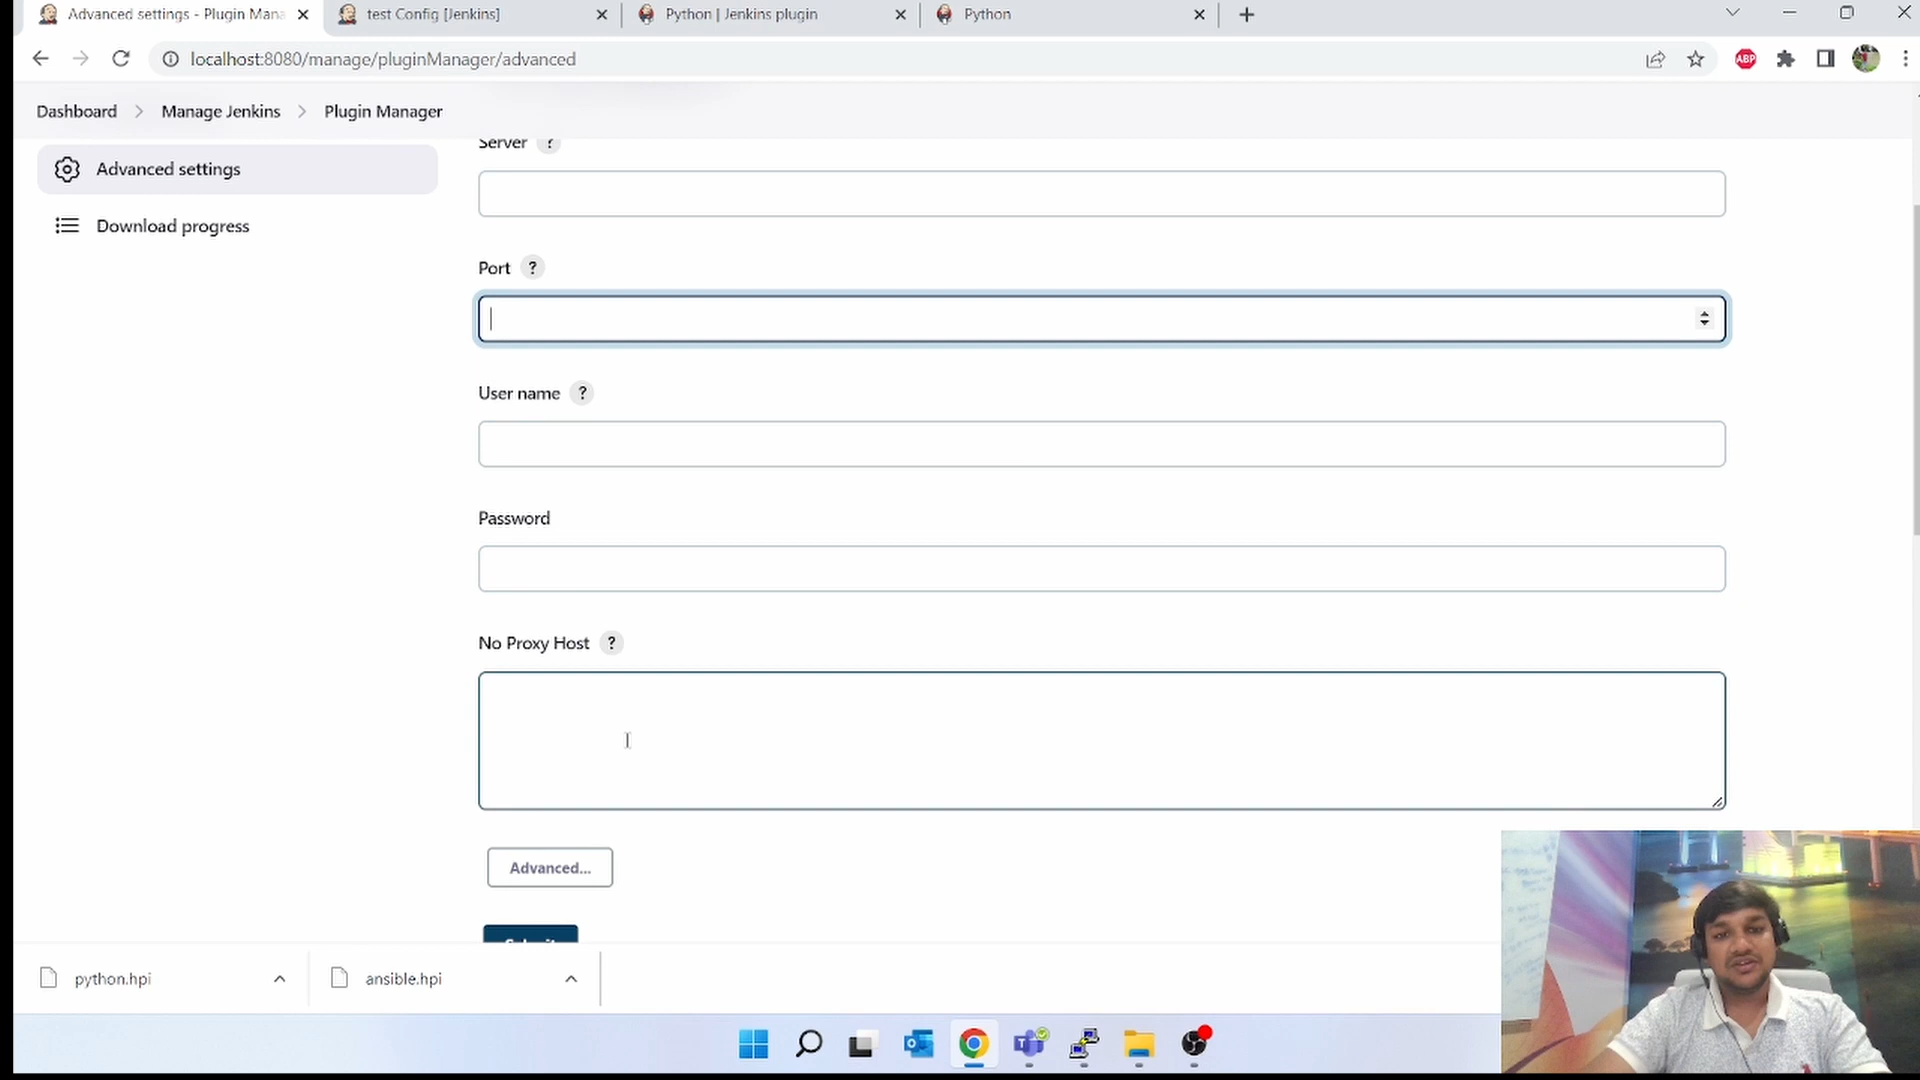 Advanced settings - Plugin Mana
test Config [Jenkins]
Python | Jenkins plugin
Python
localhost:8080/manage/pluginManager/advanced
ABP
Dashboard
Manage Jenkins
Plugin Manager
Advanced settings
Download progress
Server ?
Port ?
User name ?
Password
No Proxy Host ?
Advanced...
Submit
python.hpi
ansible.hpi